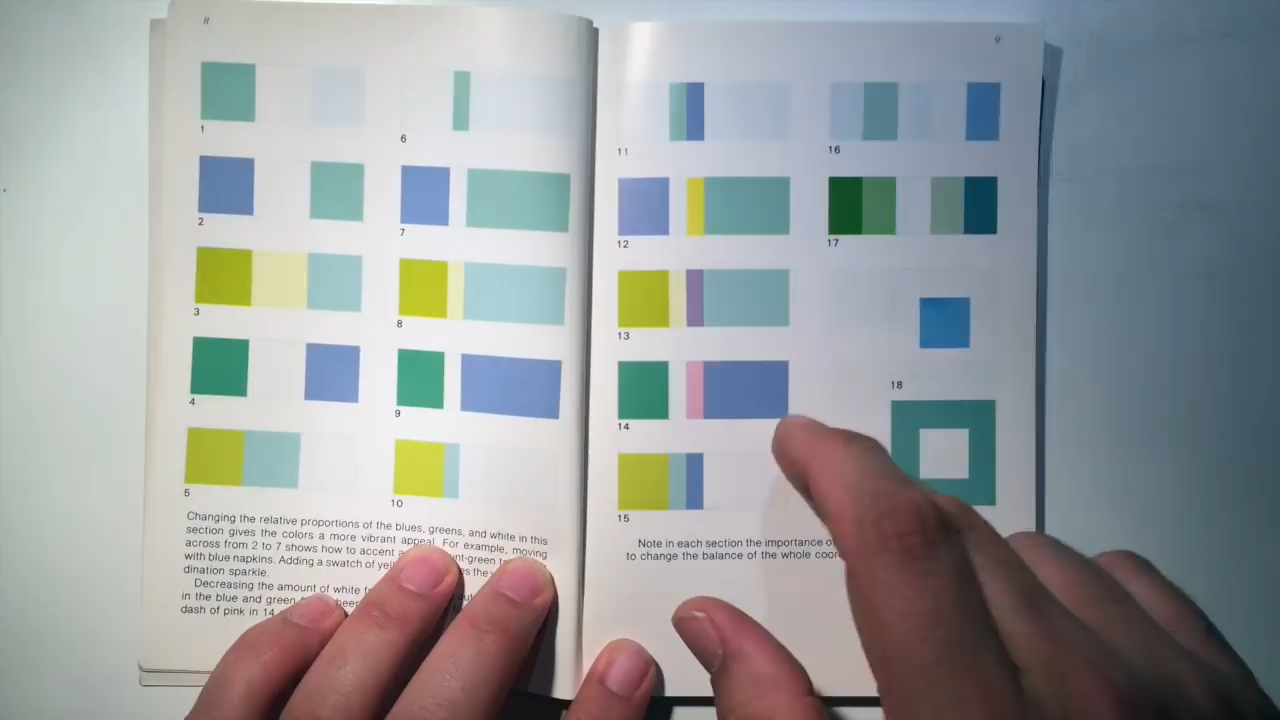 8
1
6
2
7
3
8
4
9
5
10
Changing the relative proportions of the blues, greens, and white in this
section gives the colors a more vibrant appeal. For example, moving
across from 2 to 7 shows how to accent a
with blue napkins. Adding a swatch of
dination sparkle.
Decreasing the amount of white
in the blue and green
dash of pink in 14
9
11
16
12
17
13
18
14
15
Note in each section the importance
to change the balance of the whole